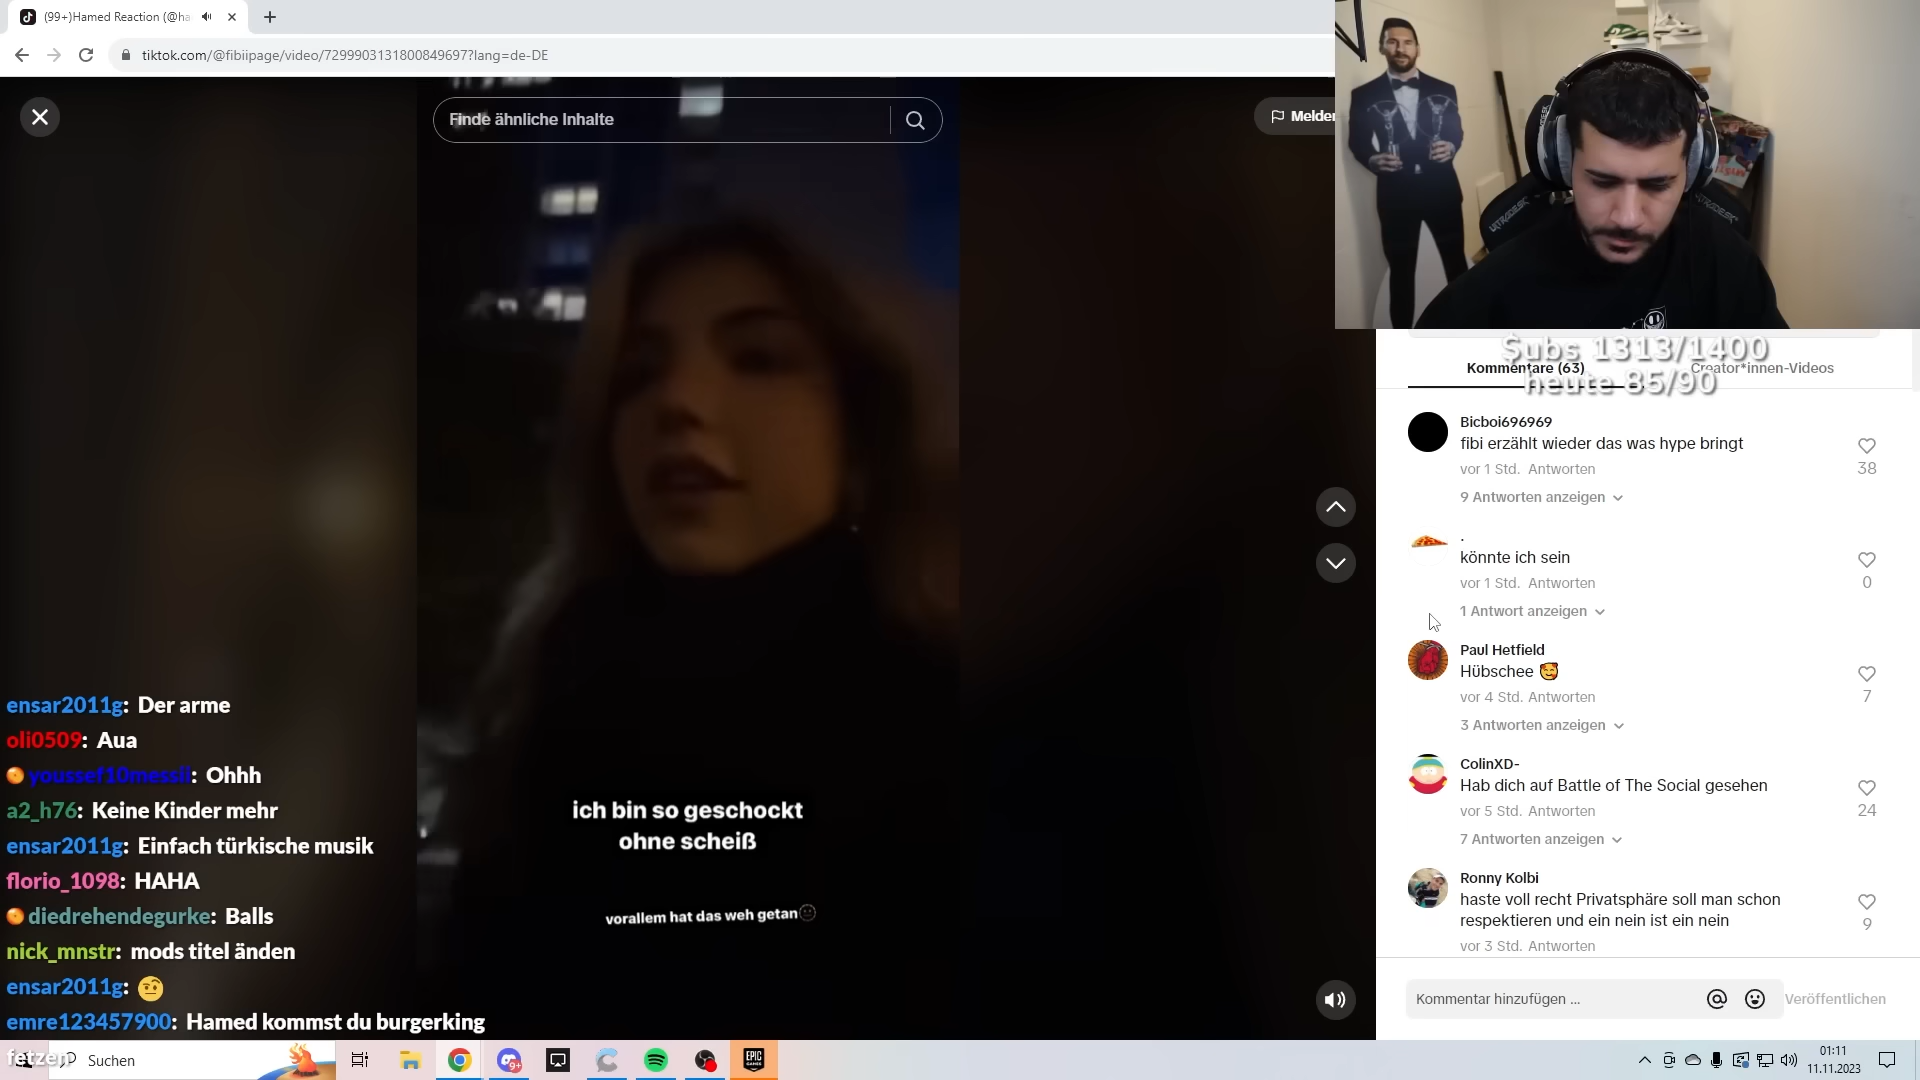 (99+)Hamed Reaction (@ha
tiktok.com/@fibiipage/video/7299903131800849697?lang=de-DE
Finde ähnliche Inhalte
Melden
ULTRADESK
$ubs 1313/1400
heute 85/90
Kommentare (63)
Creator*innen-Videos
Bicboi696969
fibi erzählt wieder das was hype bringt
vor 1 Std. Antworten
38
9 Antworten anzeigen
.
könnte ich sein
vor 1 Std. Antworten
0
1 Antwort anzeigen
Paul Hetfield
Hübschee 🥰
vor 4 Std. Antworten
7
3 Antworten anzeigen
ColinXD-
Hab dich auf Battle of The Social gesehen
vor 5 Std. Antworten
24
7 Antworten anzeigen
Ronny Kolbi
haste voll recht Privatsphäre soll man schon
respektieren und ein nein ist ein nein
vor 3 Std. Antworten
9
Kommentar hinzufügen ...
Veröffentlichen
ich bin so geschockt
ohne scheiß
vorallem hat das weh getan
ensar2011g: Der arme
oli0509: Aua
youssef10messii: Ohhh
a2_h76: Keine Kinder mehr
ensar2011g: Einfach türkische musik
florio_1098: HAHA
diedrehendegurke: Balls
nick_mnstr: mods titel änden
ensar2011g: 🤨
emre123457900: Hamed kommst du burgerking
fetzen
Suchen
9+
EPIC
GAMES
01:11
11.11.2023